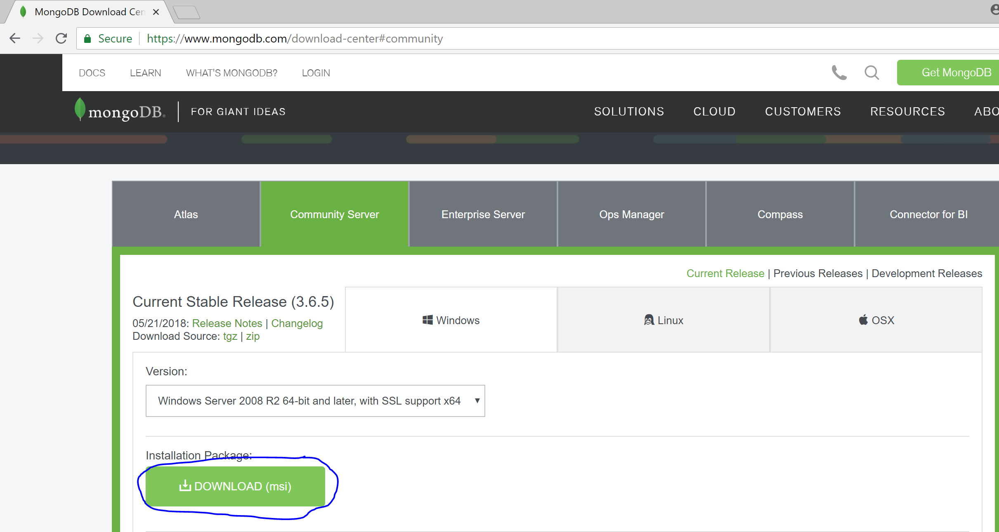 MongoDB Download Cen
Secure https://www.mongodb.com/download-center#community
DOCS LEARN WHAT'S MONGODB? LOGIN Get MongoDB
mongoDB® FOR GIANT IDEAS SOLUTIONS CLOUD CUSTOMERS RESOURCES ABO
Atlas Community Server Enterprise Server Ops Manager Compass Connector for BI
Current Release | Previous Releases | Development Releases
Current Stable Release (3.6.5)
05/21/2018: Release Notes | Changelog
Download Source: tgz | zip
Windows Linux OSX
Version:
Windows Server 2008 R2 64-bit and later, with SSL support x64
Installation Package:
DOWNLOAD (msi)